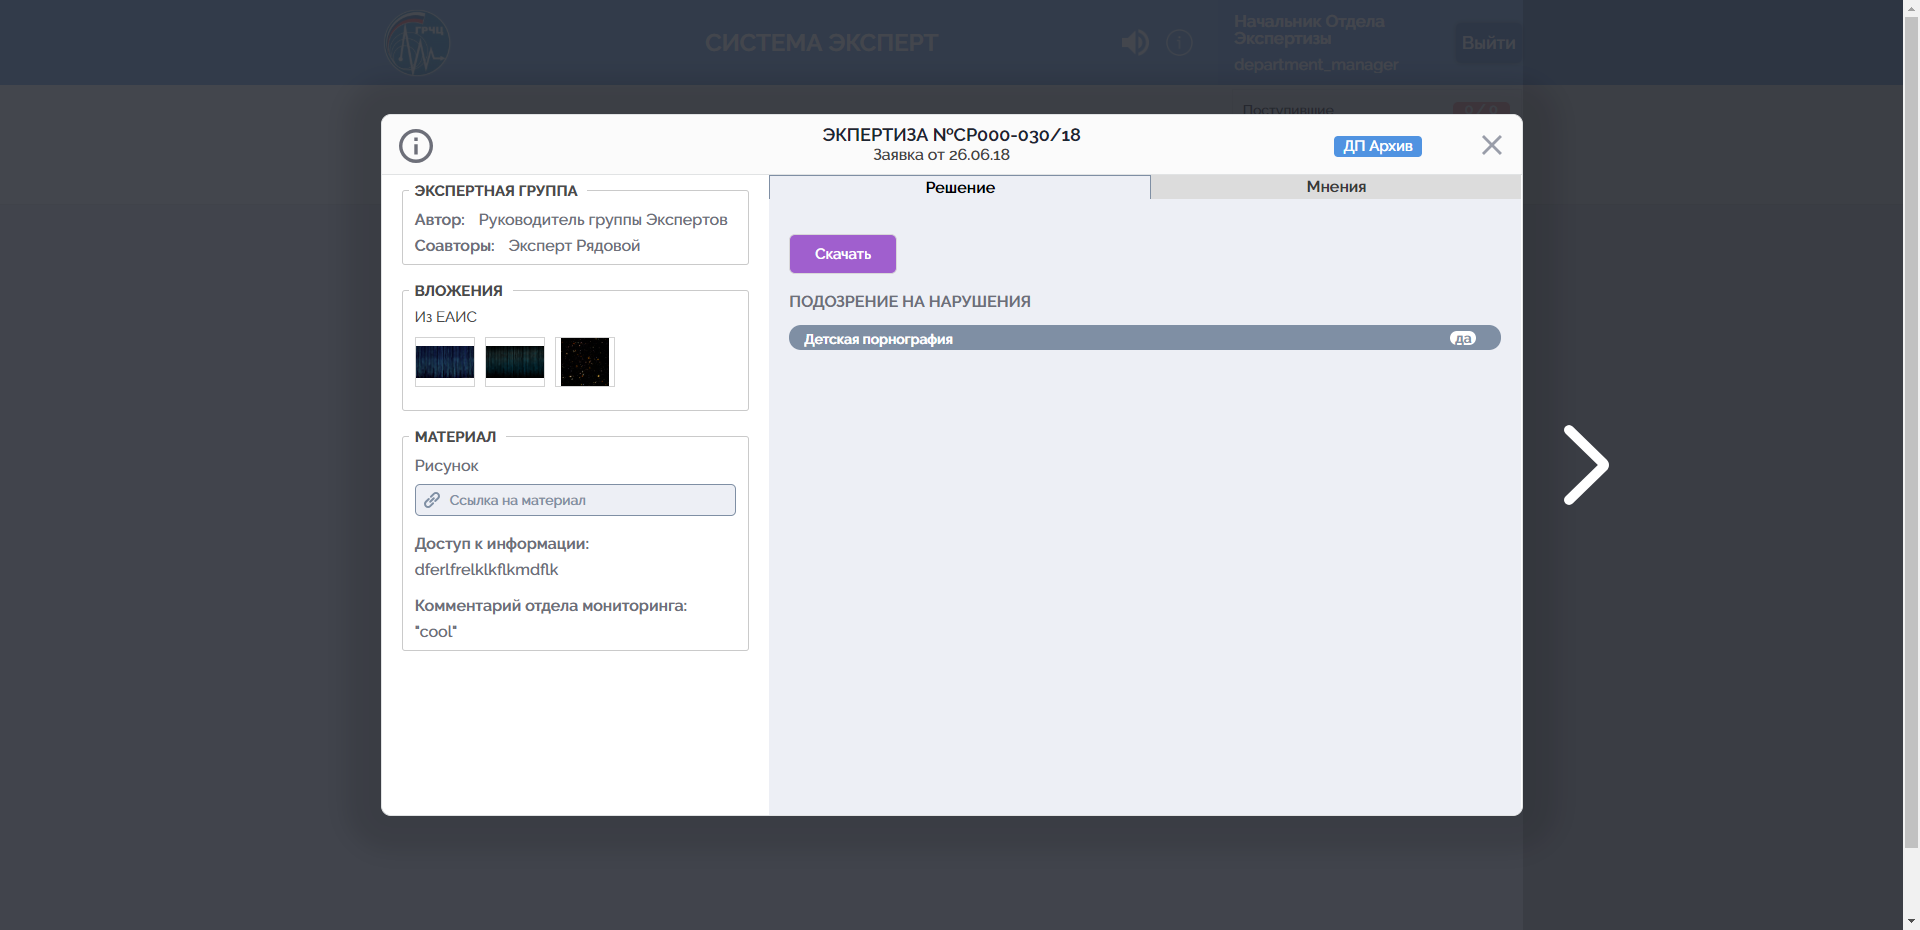 ГРЧЦ
СИСТЕМА ЭКСПЕРТ
Начальник Отдела
Экспертизы
department_manager
Выйти
Поступившие
0 / 0
ЭКПЕРТИЗА №СР000-030/18
Заявка от 26.06.18
ДП Архив
ЭКСПЕРТНАЯ ГРУППА
Автор: Руководитель группы Экспертов
Соавторы: Эксперт Рядовой
ВЛОЖЕНИЯ
Из ЕАИС
МАТЕРИАЛ
Рисунок
Ссылка на материал
Доступ к информации:
dferlfrelklkflkmdflk
Комментарий отдела мониторинга:
"cool"
Решение
Мнения
Скачать
ПОДОЗРЕНИЕ НА НАРУШЕНИЯ
Детская порнография
да